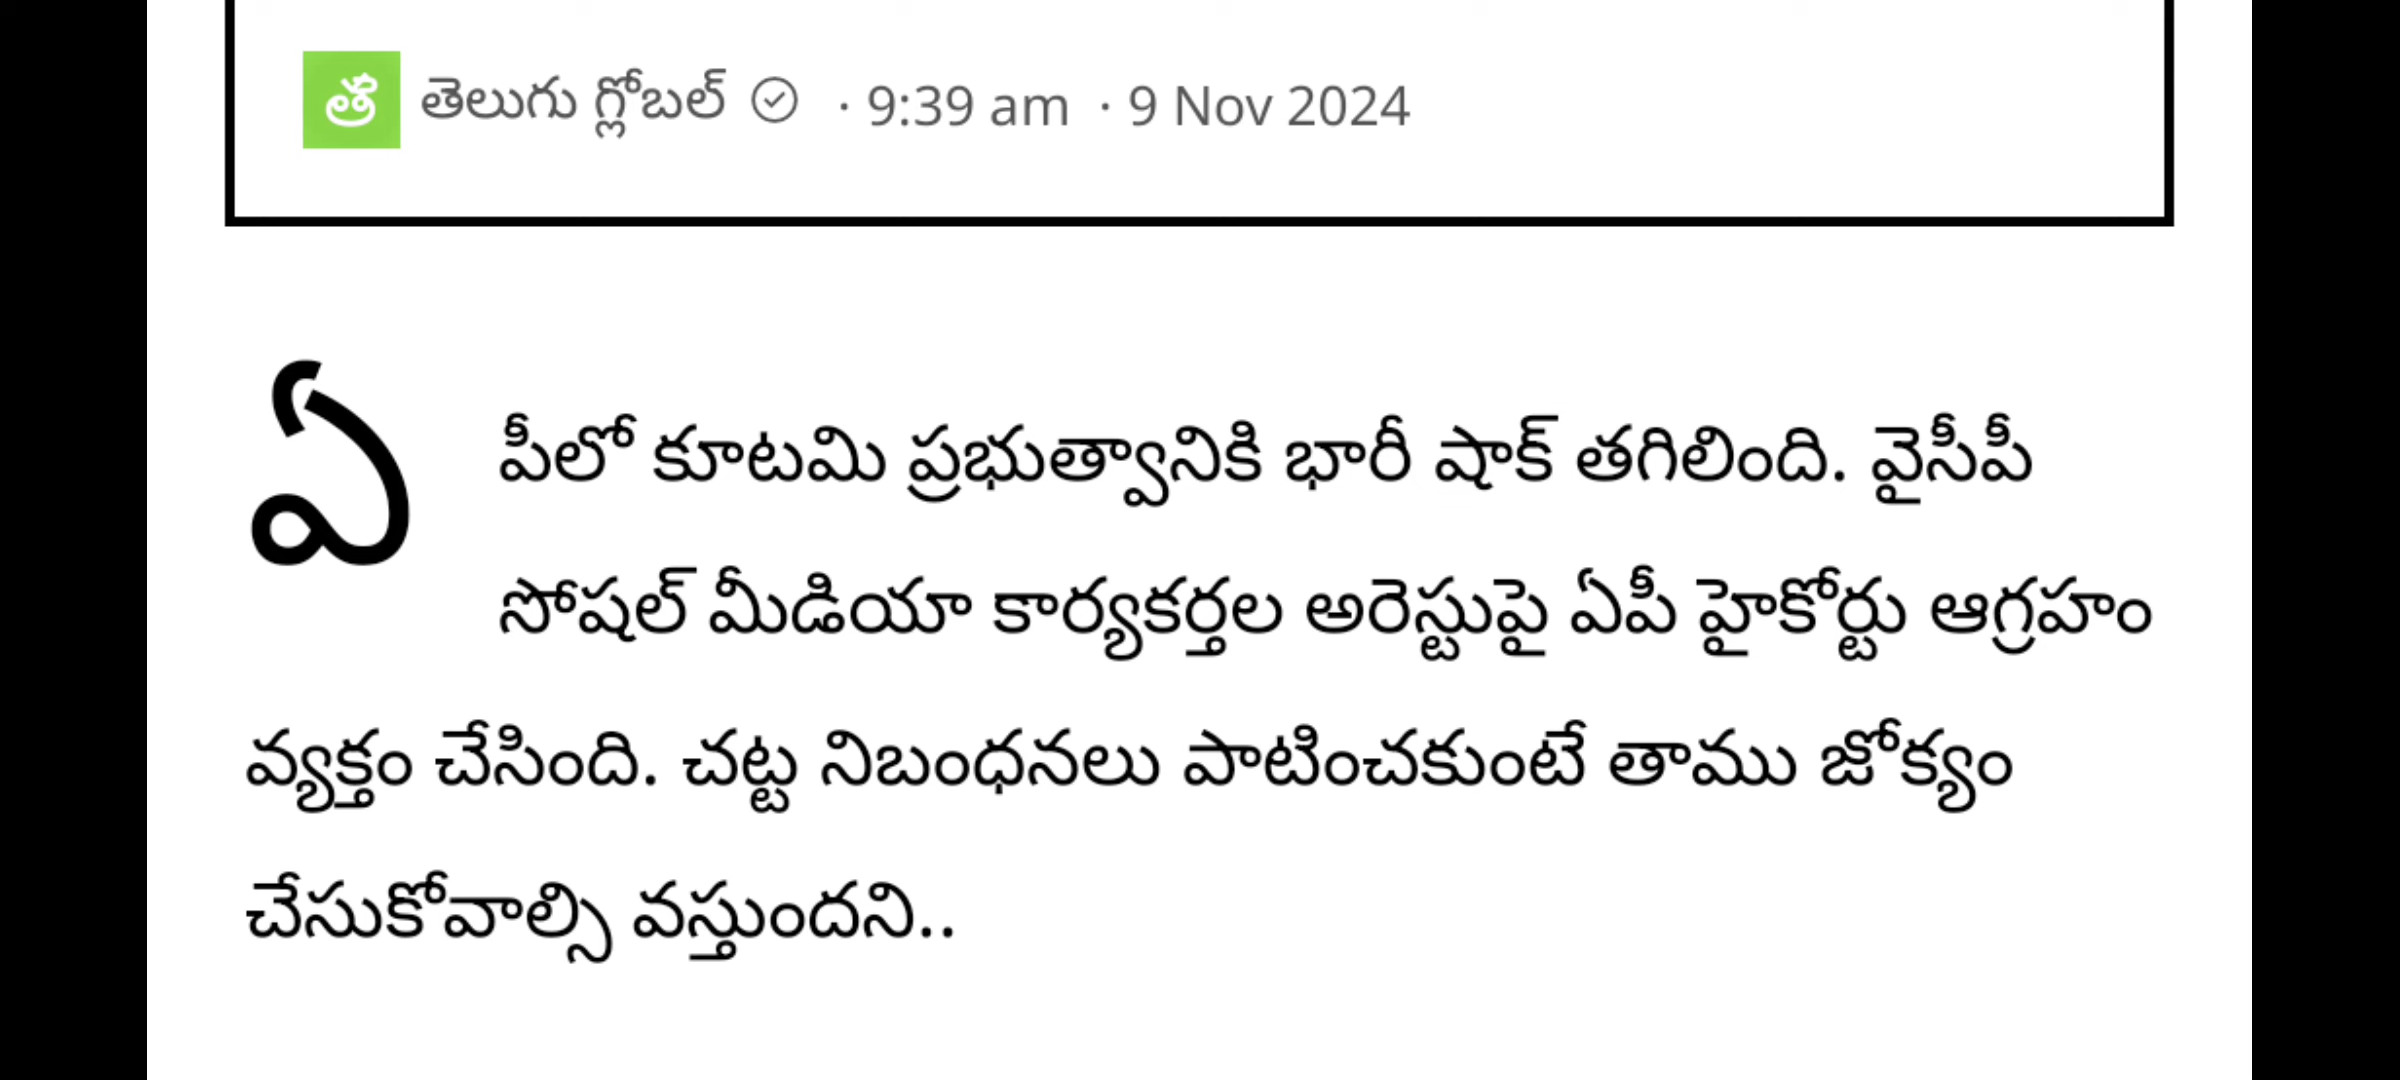 తె తెలుగు గ్లోబల్ · 9:39 am · 9 Nov 2024
ఏపీలో కూటమి ప్రభుత్వానికి భారీ షాక్ తగిలింది. వైసీపీ
సోషల్ మీడియా కార్యకర్తల అరెస్టుపై ఏపీ హైకోర్టు ఆగ్రహం
వ్యక్తం చేసింది. చట్ట నిబంధనలు పాటించకుంటే తాము జోక్యం
చేసుకోవాల్సి వస్తుందని..